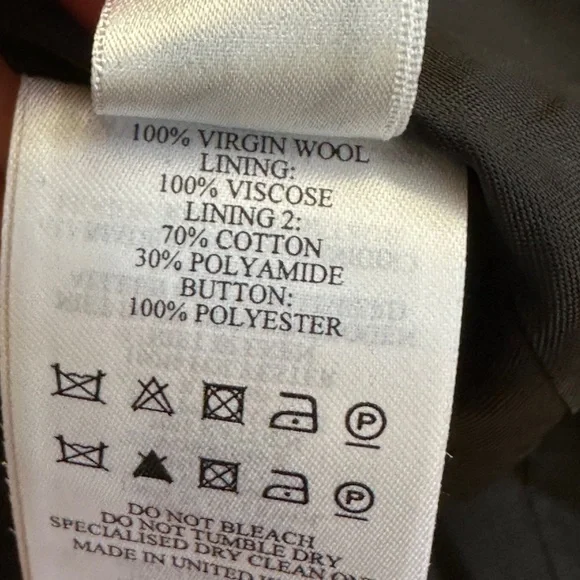 100% VIRGIN WOOL
LINING:
100% VISCOSE
LINING 2:
70% COTTON
30% POLYAMIDE
BUTTON:
100% POLYESTER
P
P
DO NOT BLEACH
DO NOT TUMBLE DRY
SPECIALISED DRY CLEAN
MADE IN UNITED